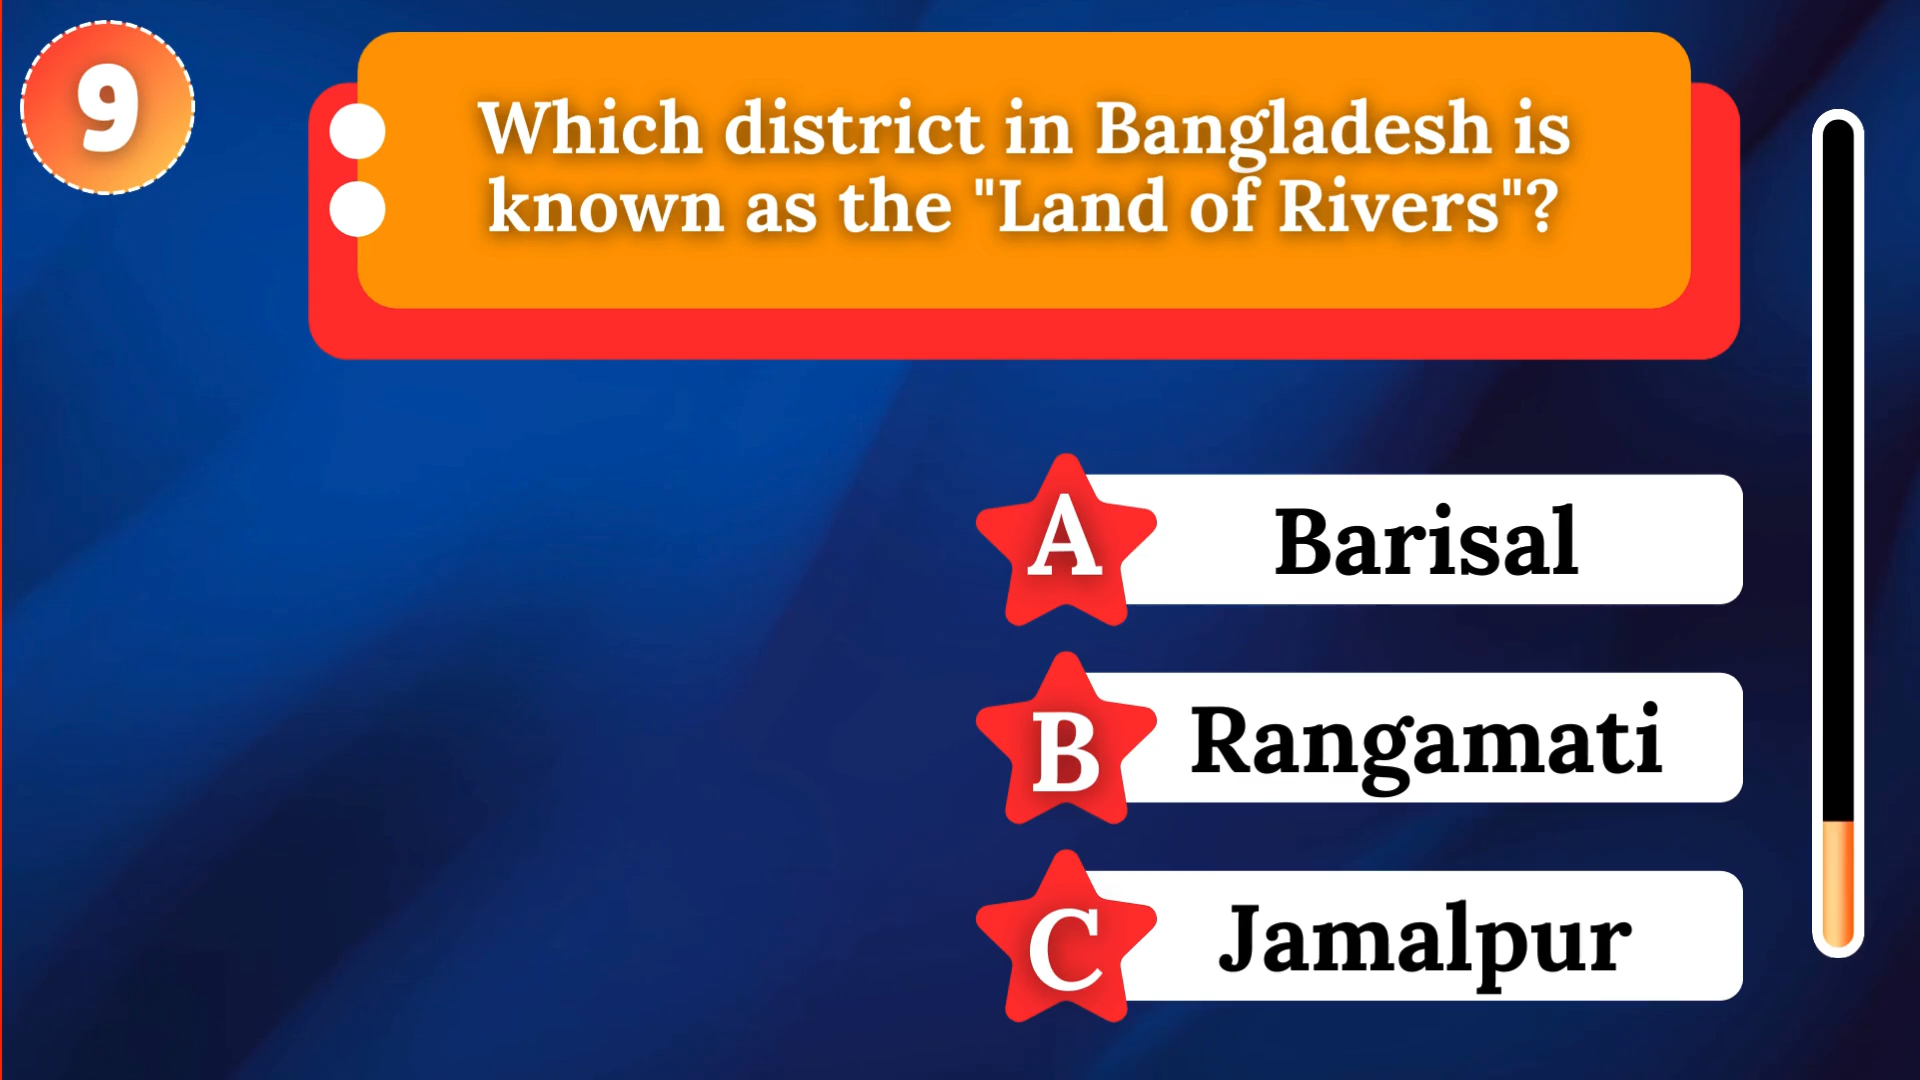 9
Which district in Bangladesh is
known as the "Land of Rivers"?
A Barisal
B Rangamati
C Jamalpur